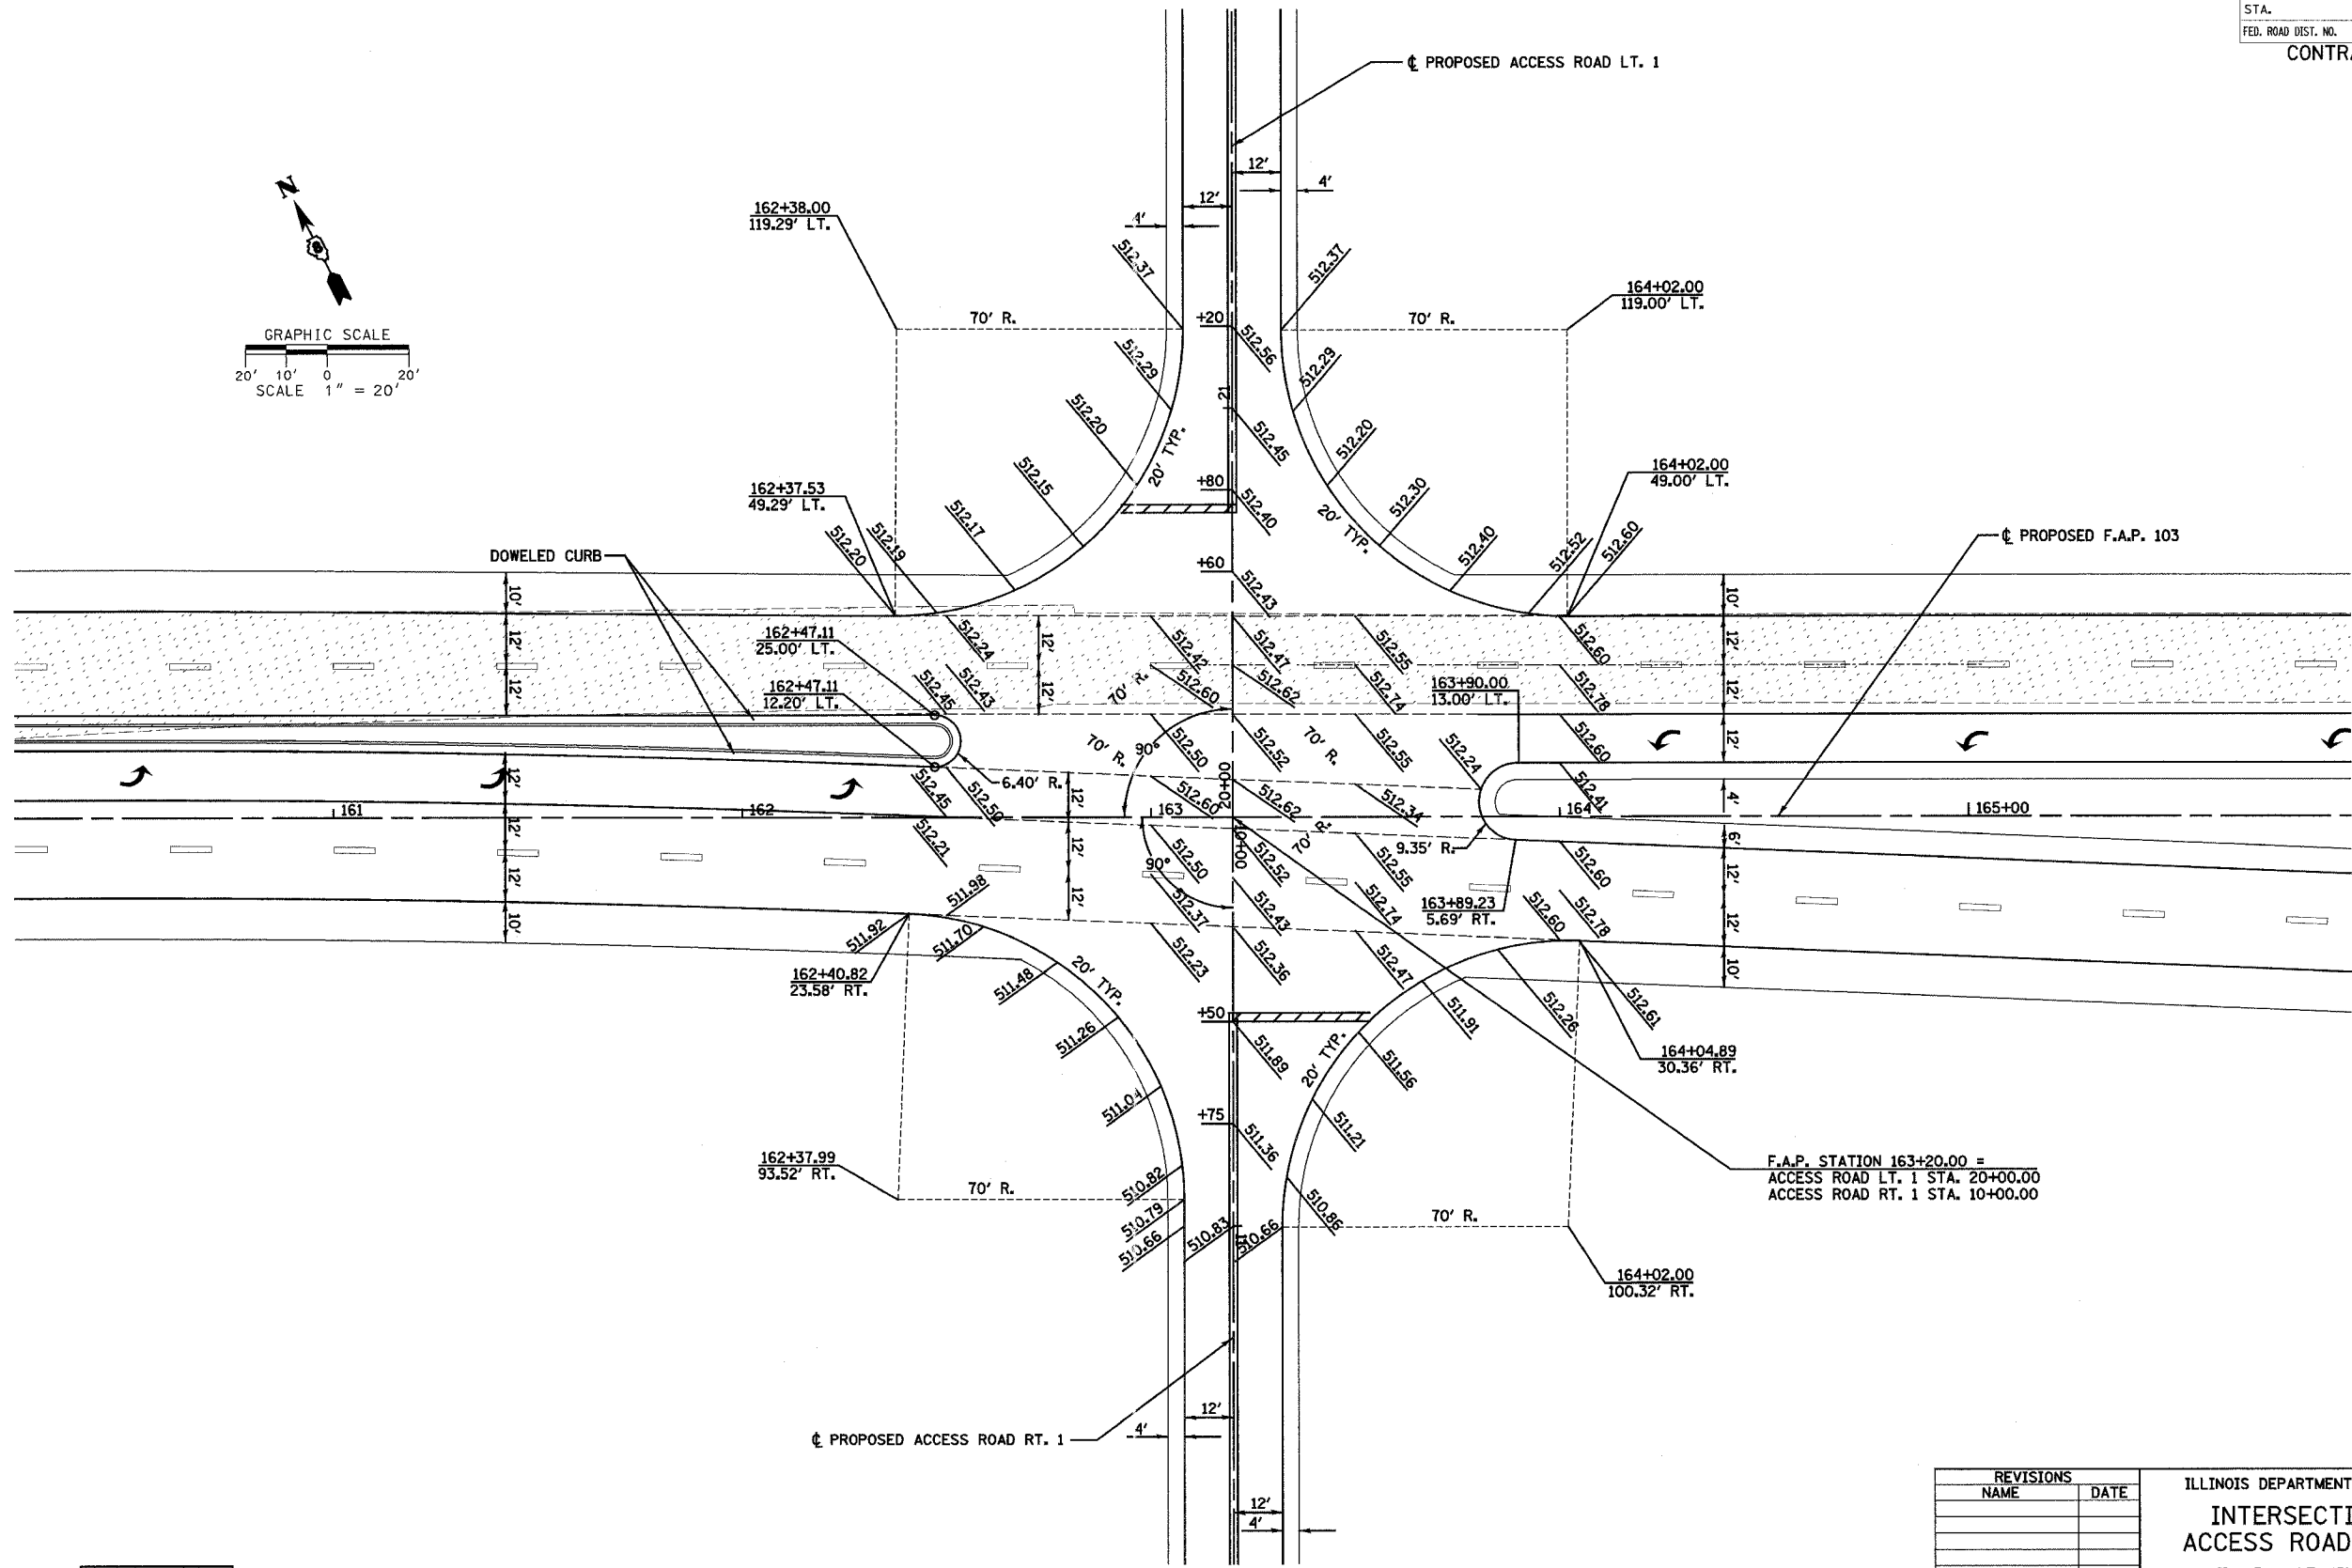 STA.
FED. ROAD DIST. NO.
CONTRA
℄ PROPOSED ACCESS ROAD LT. 1
12'
4'
12'
4'
N
GRAPHIC SCALE
20' 10' 0 20'
SCALE 1" = 20'
162+38.00
119.29' LT.
512.37
512.37
164+02.00
119.00' LT.
70' R.
+20
70' R.
512.56
512.29
512.29
21
512.20
20' TYP.
512.45
512.20
512.15
+80
512.40
20' TYP.
512.30
162+37.53
49.29' LT.
512.17
512.40
164+02.00
49.00' LT.
512.20
512.19
512.52
512.60
DOWELED CURB
+60
512.43
℄ PROPOSED F.A.P. 103
10'
12'
12'
162+47.11
25.00' LT.
512.24
12'
12'
512.42
512.47
512.55
512.60
10'
12'
12'
12'
162+47.11
12.20' LT.
512.45
512.43
70' R.
512.60
512.62
512.74
163+90.00
13.00' LT.
512.78
70' R.
90°
512.50
512.52
70' R.
512.55
512.24
512.60
12'
12'
12'
10'
6.40' R.
512.45
512.50
12'
512.60
20+00
512.62
512.34
512.41
4'
161
162
163
164
165+00
512.21
12'
12'
90°
512.50
10+00
512.52
70' R.
512.55
9.35' R.
512.60
6'
12'
12'
10'
511.98
512.37
512.43
512.74
163+89.23
5.69' RT.
512.60
512.78
511.92
511.70
512.23
512.36
512.47
162+40.82
23.58' RT.
511.48
20' TYP.
+50
511.89
511.91
512.26
512.61
511.26
20' TYP.
511.56
164+04.89
30.36' RT.
511.04
+75
511.36
511.21
162+37.99
93.52' RT.
F.A.P. STATION 163+20.00 =
ACCESS ROAD LT. 1 STA. 20+00.00
ACCESS ROAD RT. 1 STA. 10+00.00
70' R.
510.82
510.79
510.66
510.83
510.66
510.86
70' R.
164+02.00
100.32' RT.
12'
4'
℄ PROPOSED ACCESS ROAD RT. 1
12'
4'
REVISIONS
NAME DATE
ILLINOIS DEPARTMENT
INTERSECTI
ACCESS ROAD